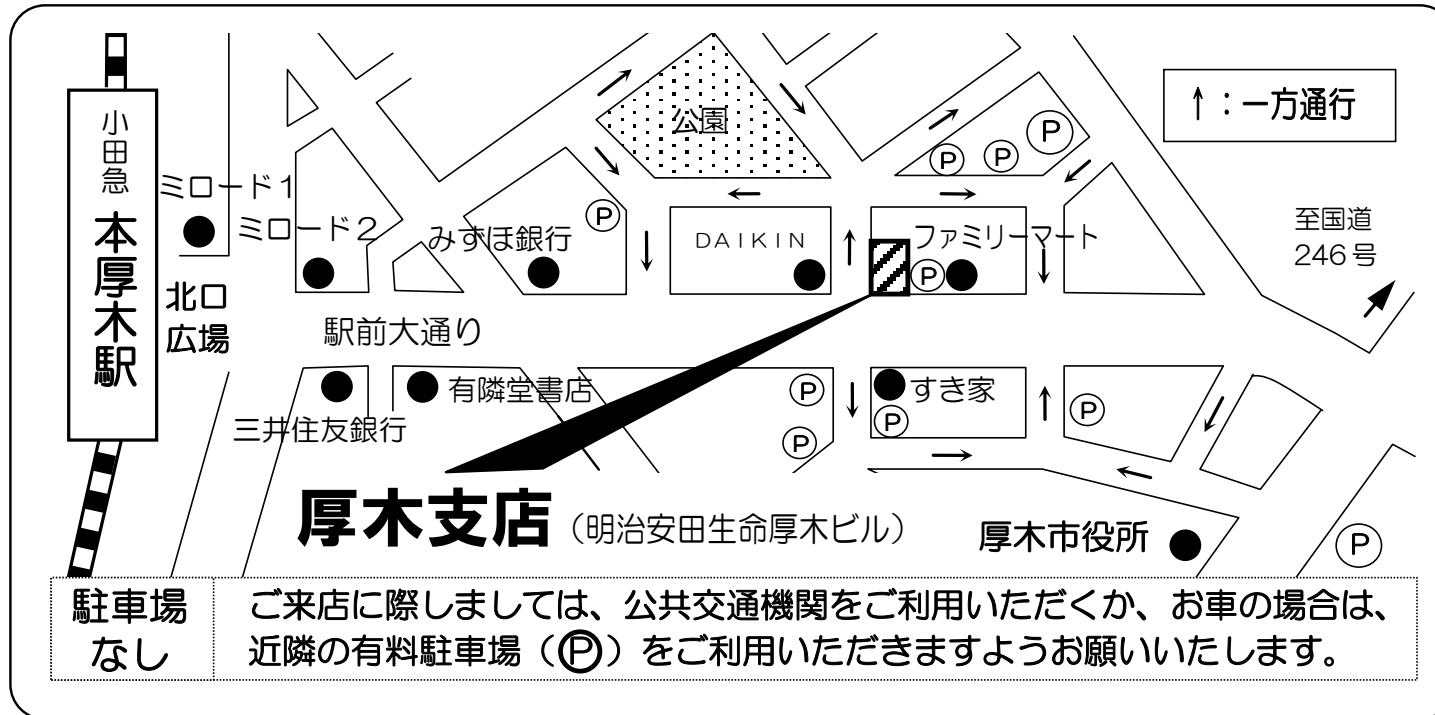 小田急
本厚木駅
ミロード1
ミロード2
北口
広場
みずほ銀行
駅前大通り
三井住友銀行
有隣堂書店
公園
P
DAIKIN
P
ファミリーマート
P
P
P
↑：一方通行
至国道
246号
P
P
すき家
P
P
厚木支店（明治安田生命厚木ビル）
厚木市役所
P
駐車場
なし
ご来店に際しましては、公共交通機関をご利用いただくか、お車の場合は、
近隣の有料駐車場（Ⓟ）をご利用いただきますようお願いいたします。